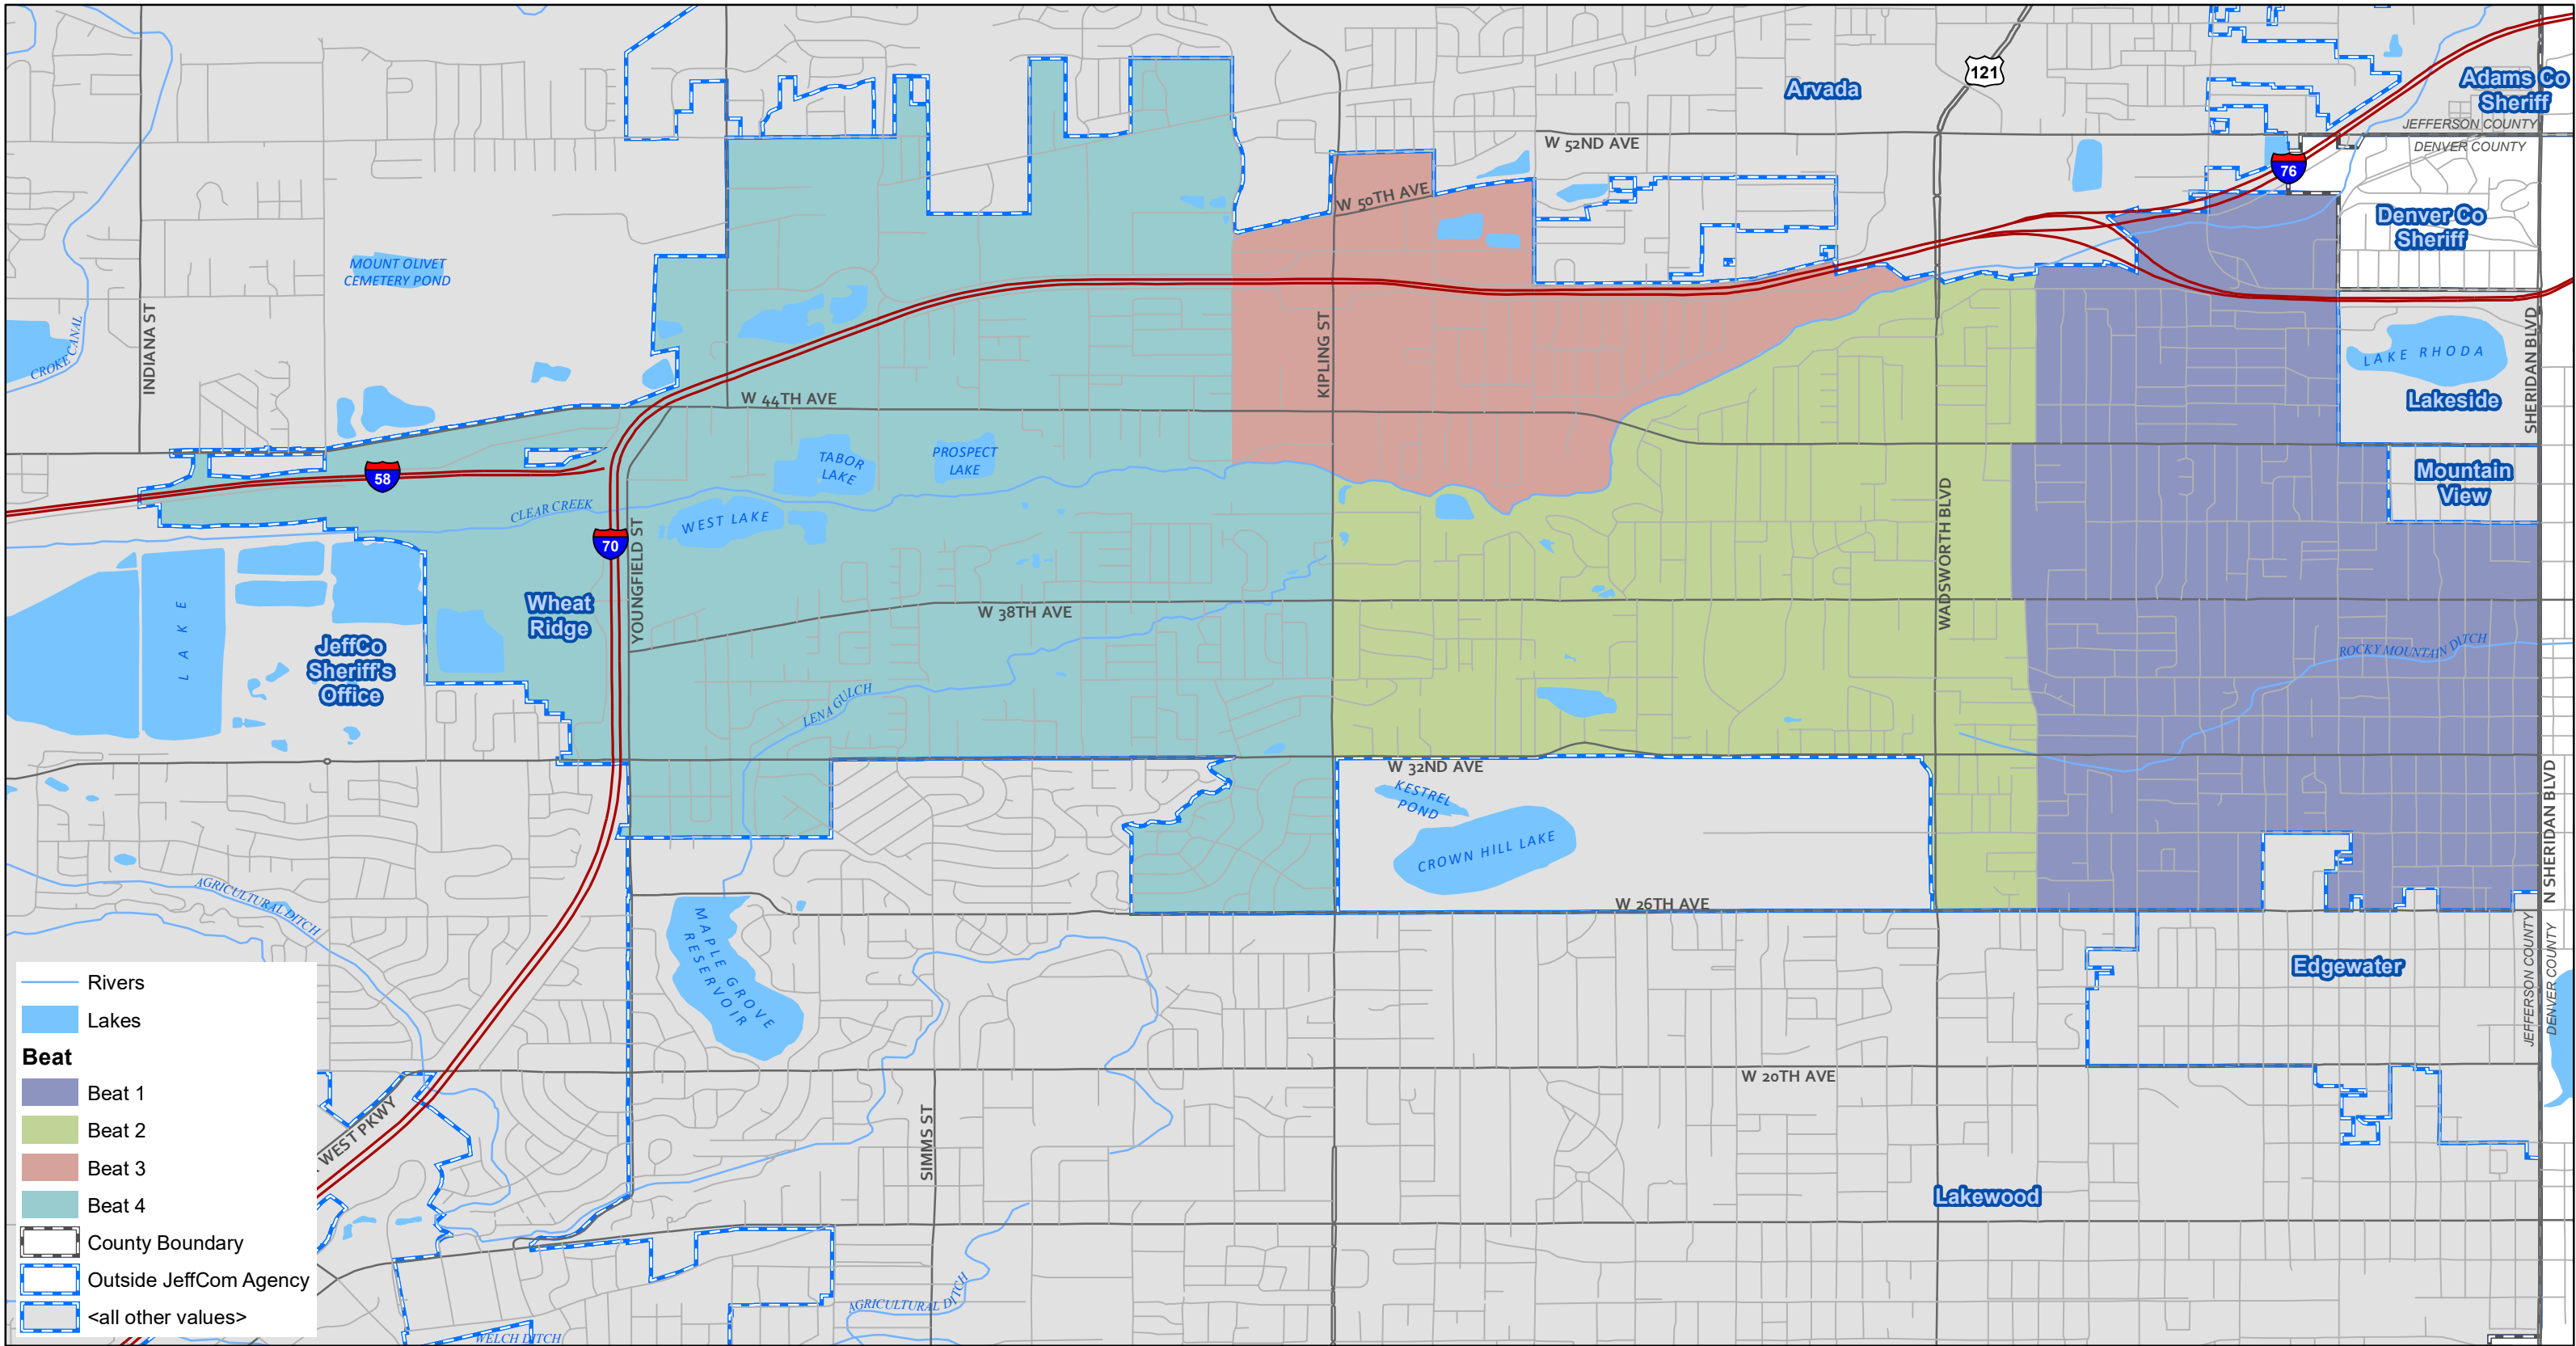 121
Arvada
Adams Co
Sheriff
JEFFERSON COUNTY
DENVER COUNTY
W 52ND AVE
76
W 50TH AVE
Denver Co
Sheriff
MOUNT OLIVET
CEMETERY POND
INDIANA ST
CROKE CANAL
KIPLING ST
LAKE RHODA
SHERIDAN BLVD
Lakeside
W 44TH AVE
TABOR
LAKE
PROSPECT
LAKE
58
Mountain
View
CLEAR CREEK
WEST LAKE
70
YOUNGFIELD ST
WADSWORTH BLVD
Wheat
Ridge
W 38TH AVE
LAKE
JeffCo
Sheriff's
Office
ROCKY MOUNTAIN DITCH
LENA GULCH
W 32ND AVE
KESTREL
POND
CROWN HILL LAKE
N SHERIDAN BLVD
W 26TH AVE
AGRICULTURAL DITCH
MAPLE GROVE
RESERVOIR
Edgewater
JEFFERSON COUNTY
DENVER COUNTY
W 20TH AVE
WEST PKWY
SIMMS ST
Lakewood
AGRICULTURAL DITCH
WELCH DITCH
Rivers
Lakes
Beat
Beat 1
Beat 2
Beat 3
Beat 4
County Boundary
Outside JeffCom Agency
<all other values>